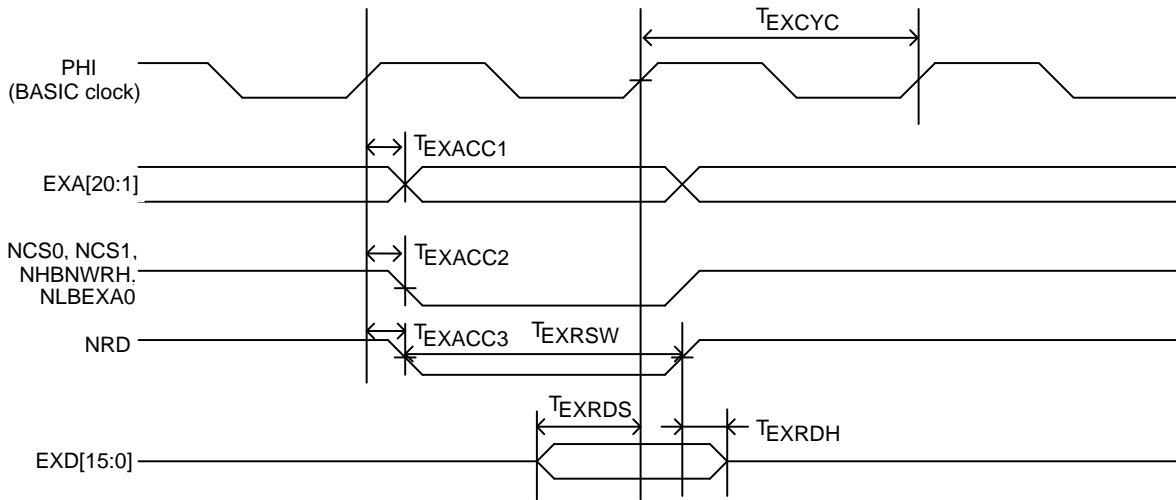 TEXCYC
PHI
(BASIC clock)
TEXACC1
EXA[20:1]
NCS0, NCS1,
NHBNWRH,
NLBEXA0
TEXACC2
NRD
TEXACC3
TEXRSW
TEXRDS
TEXRDH
EXD[15:0]